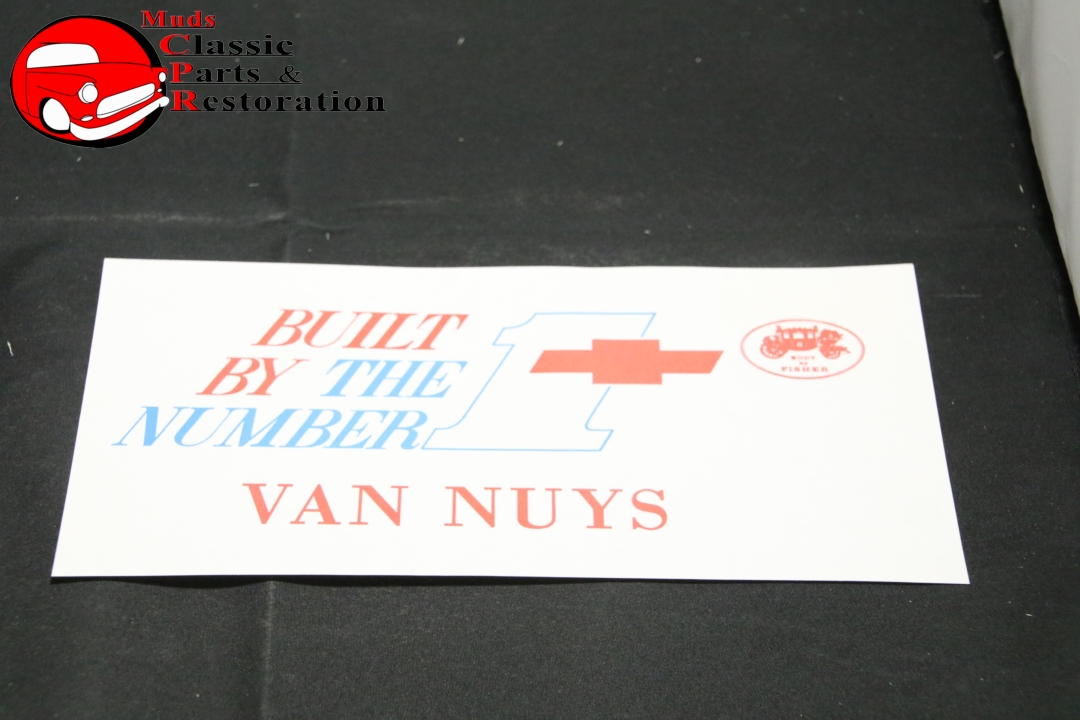 Muds
Classic
Parts &
Restoration
BUILT
BY THE
NUMBER 1
VAN NUYS
BODY
by
FISHER